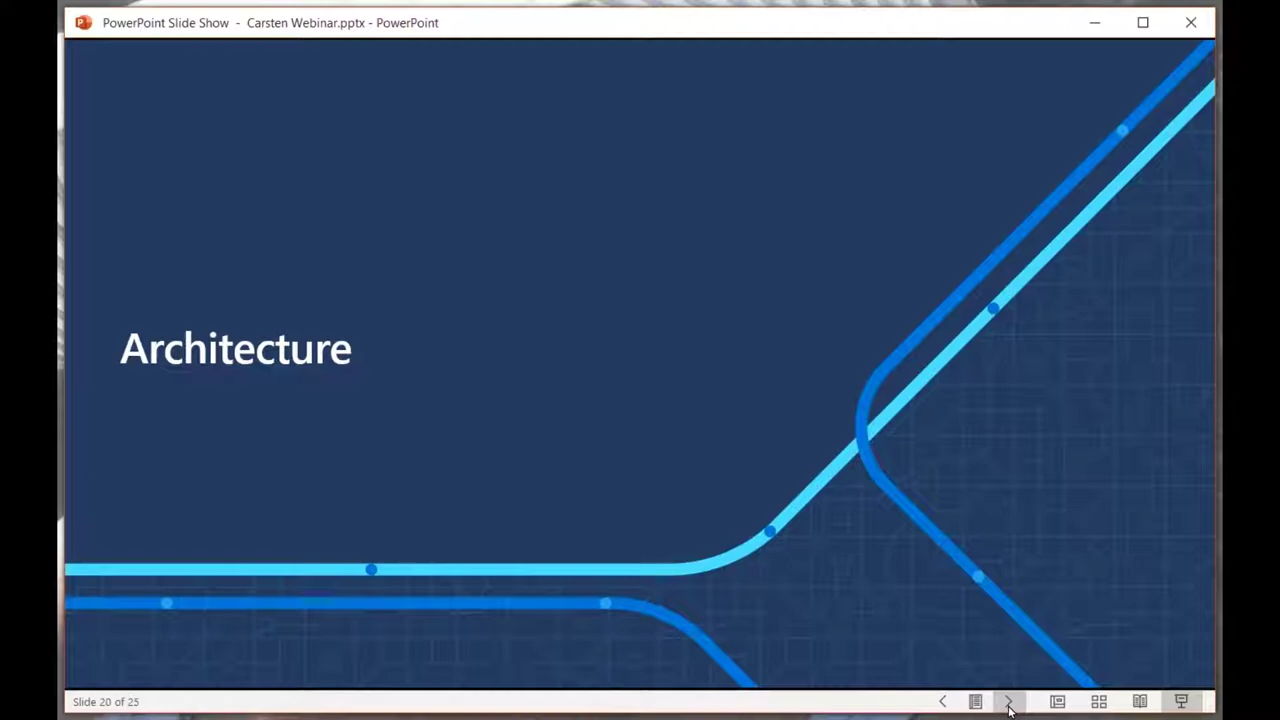 PowerPoint Slide Show - Carsten Webinar.pptx - PowerPoint
Architecture
Slide 20 of 25